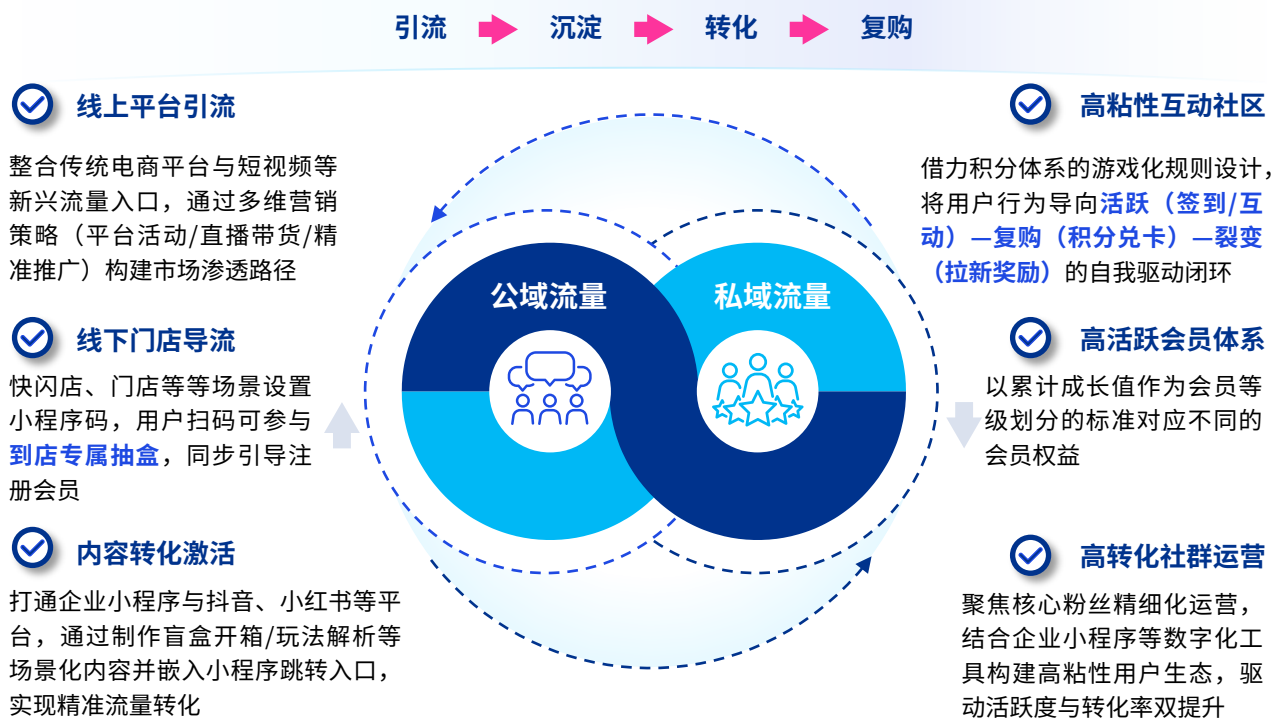 引流 沉淀 转化 复购
线上平台引流
整合传统电商平台与短视频等
新兴流量入口，通过多维营销
策略（平台活动/直播带货/精
准推广）构建市场渗透路径
线下门店导流
快闪店、门店等等场景设置
小程序码，用户扫码可参与
到店专属抽盒，同步引导注
册会员
内容转化激活
打通企业小程序与抖音、小红书等平
台，通过制作盲盒开箱/玩法解析等
场景化内容并嵌入小程序跳转入口，
实现精准流量转化
公域流量
私域流量
高粘性互动社区
借力积分体系的游戏化规则设计，
将用户行为导向活跃（签到/互
动）—复购（积分兑卡）—裂变
（拉新奖励）的自我驱动闭环
高活跃会员体系
以累计成长值作为会员等
级划分的标准对应不同的
会员权益
高转化社群运营
聚焦核心粉丝精细化运营，
结合企业小程序等数字化工
具构建高粘性用户生态，驱
动活跃度与转化率双提升